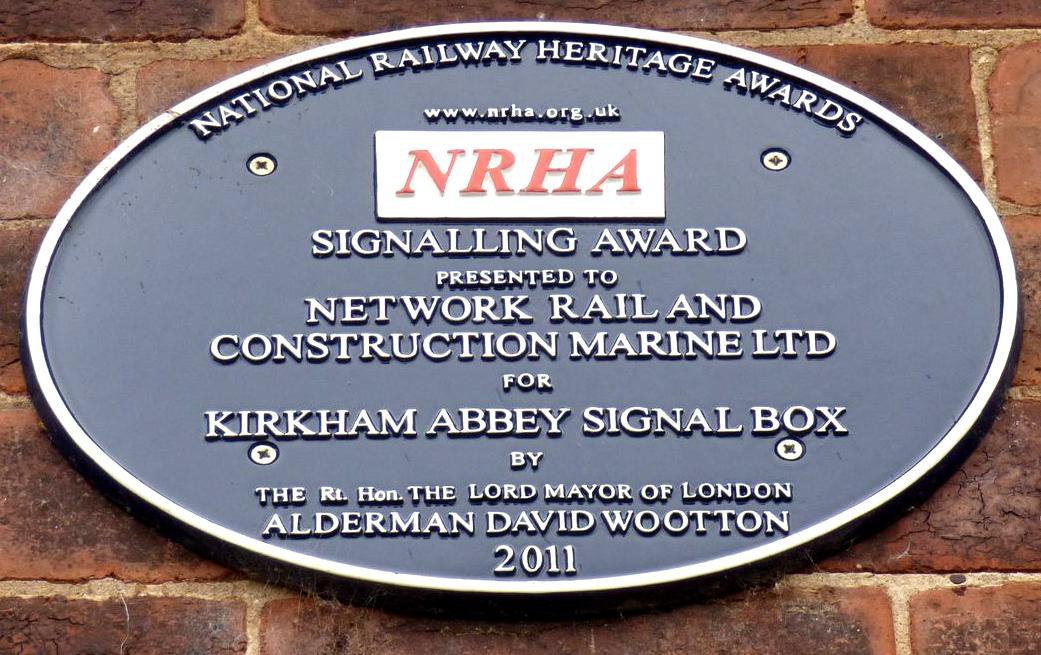 NATIONAL RAILWAY HERITAGE AWARDS
www.nrha.org.uk
NRHA
SIGNALLING AWARD
PRESENTED TO
NETWORK RAIL AND
CONSTRUCTION MARINE LTD
FOR
KIRKHAM ABBEY SIGNAL BOX
BY
THE Rt. Hon. THE LORD MAYOR OF LONDON
ALDERMAN DAVID WOOTTON
2011